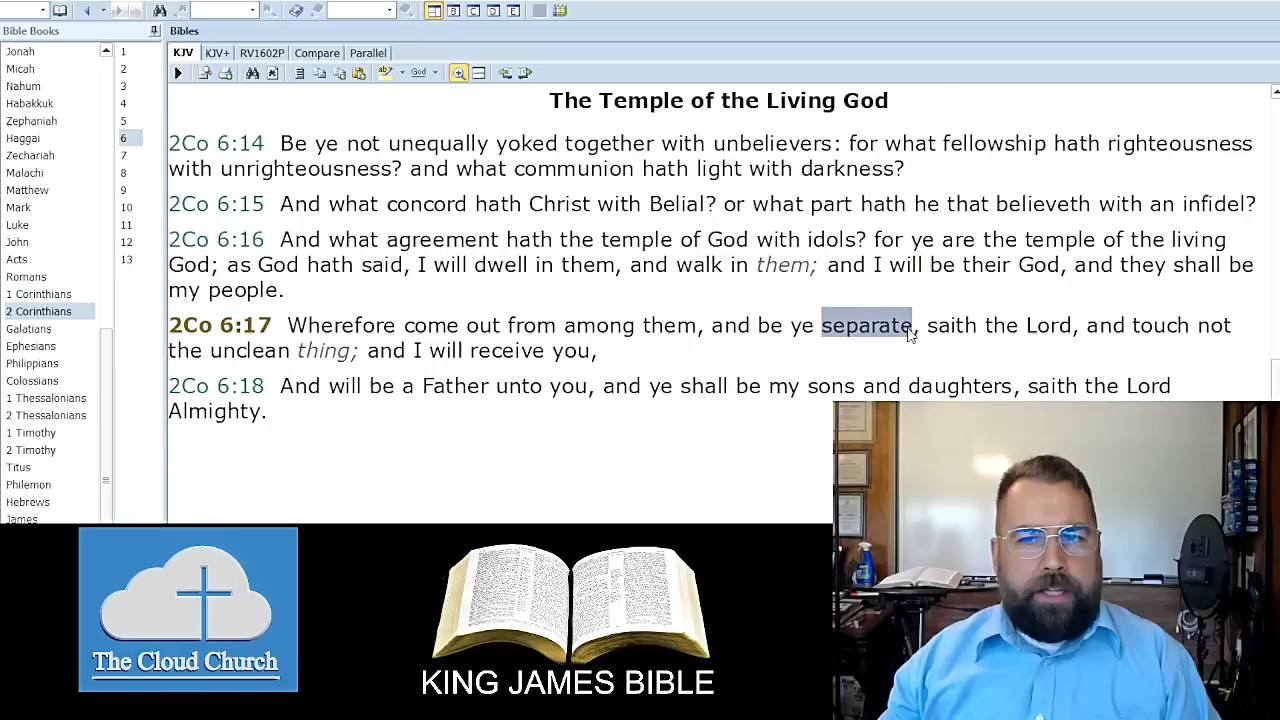 Bible Books
Bibles
Jonah
Micah
Nahum
Habakkuk
Zephaniah
Haggai
Zechariah
Malachi
Matthew
Mark
Luke
John
Acts
Romans
1 Corinthians
2 Corinthians
Galatians
Ephesians
Philippians
Colossians
1 Thessalonians
2 Thessalonians
1 Timothy
2 Timothy
Titus
Philemon
Hebrews
James
1
2
3
4
5
6
7
8
9
10
11
12
13
B C D E
KJV KJV+ RV1602P Compare Parallel
God
The Temple of the Living God
2Co 6:14 Be ye not unequally yoked together with unbelievers: for what fellowship hath righteousness
with unrighteousness? and what communion hath light with darkness?
2Co 6:15 And what concord hath Christ with Belial? or what part hath he that believeth with an infidel?
2Co 6:16 And what agreement hath the temple of God with idols? for ye are the temple of the living
God; as God hath said, I will dwell in them, and walk in them; and I will be their God, and they shall be
my people.
2Co 6:17 Wherefore come out from among them, and be ye separate, saith the Lord, and touch not
the unclean thing; and I will receive you,
2Co 6:18 And will be a Father unto you, and ye shall be my sons and daughters, saith the Lord
Almighty.
The Cloud Church
KING JAMES BIBLE